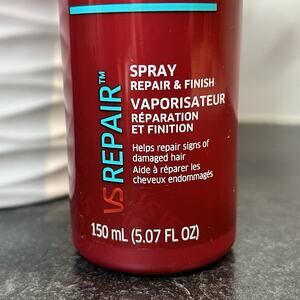 VS REPAIR™
SPRAY
REPAIR & FINISH
VAPORISATEUR
RÉPARATION
ET FINITION
Helps repair signs of
damaged hair
Aide à réparer les
cheveux endommagés
150 mL (5.07 FL OZ)